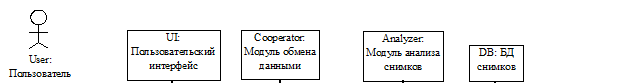 User:
Пользователь
UI:
Пользовательский
интерфейс
Cooperator:
Модуль обмена
данными
Analyzer:
Модуль анализа
снимков
DB: БД
снимков